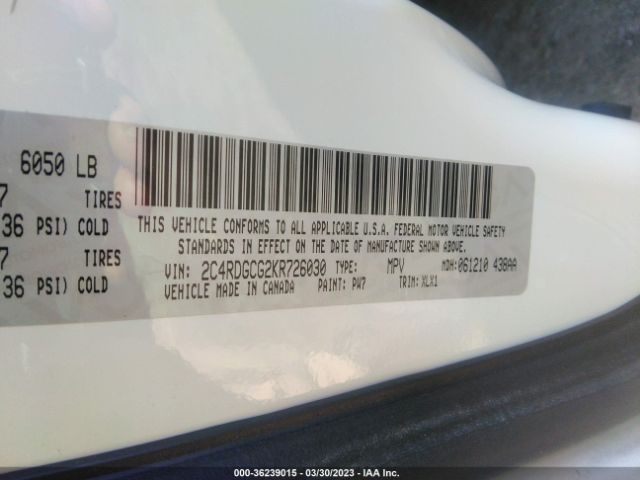 6050 LB
7 TIRES
36 PSI) COLD
7 TIRES
36 PSI) COLD
THIS VEHICLE CONFORMS TO ALL APPLICABLE U.S.A. FEDERAL MOTOR VEHICLE SAFETY
STANDARDS IN EFFECT ON THE DATE OF MANUFACTURE SHOWN ABOVE.
VIN: 2C4RDGCG2KR726030 TYPE: MPV MDH: 061210 438AA
VEHICLE MADE IN CANADA PAINT: PW7 TRIM: XLX1
000-36239015 - 03/30/2023 - IAA Inc.